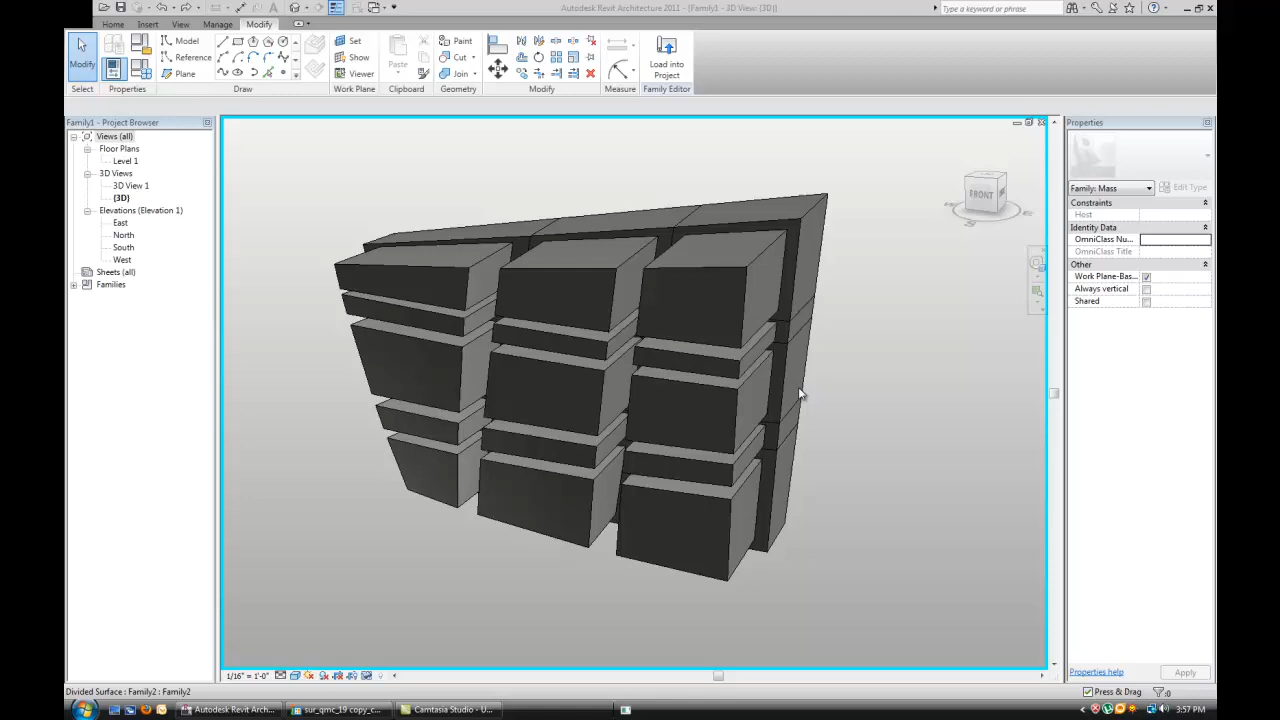 Autodesk Revit Architecture 2011 - [Family1 - 3D View: {3D}]
Type a keyword or phrase
Home Insert View Manage Modify
Modify
Model
Reference
Plane
Set
Show
Viewer
Paste
Paint
Cut
Join
Load into
Project
Select Properties Draw Work Plane Clipboard Geometry Modify Measure Family Editor
Family1 - Project Browser
Views (all)
Floor Plans
Level 1
3D Views
3D View 1
{3D}
Elevations (Elevation 1)
East
North
South
West
Sheets (all)
Families
FRONT
Properties
Family: Mass Edit Type
Constraints
Host
Identity Data
OmniClass Nu...
OmniClass Title
Other
Work Plane-Bas...
Always vertical
Shared
Properties help Apply
1/16" = 1'-0"
Divided Surface : Family2 : Family2
Press & Drag :0
Autodesk Revit Arc... sur_qmc_19 copy_c... Camtasia Studio - U... 3:57 PM